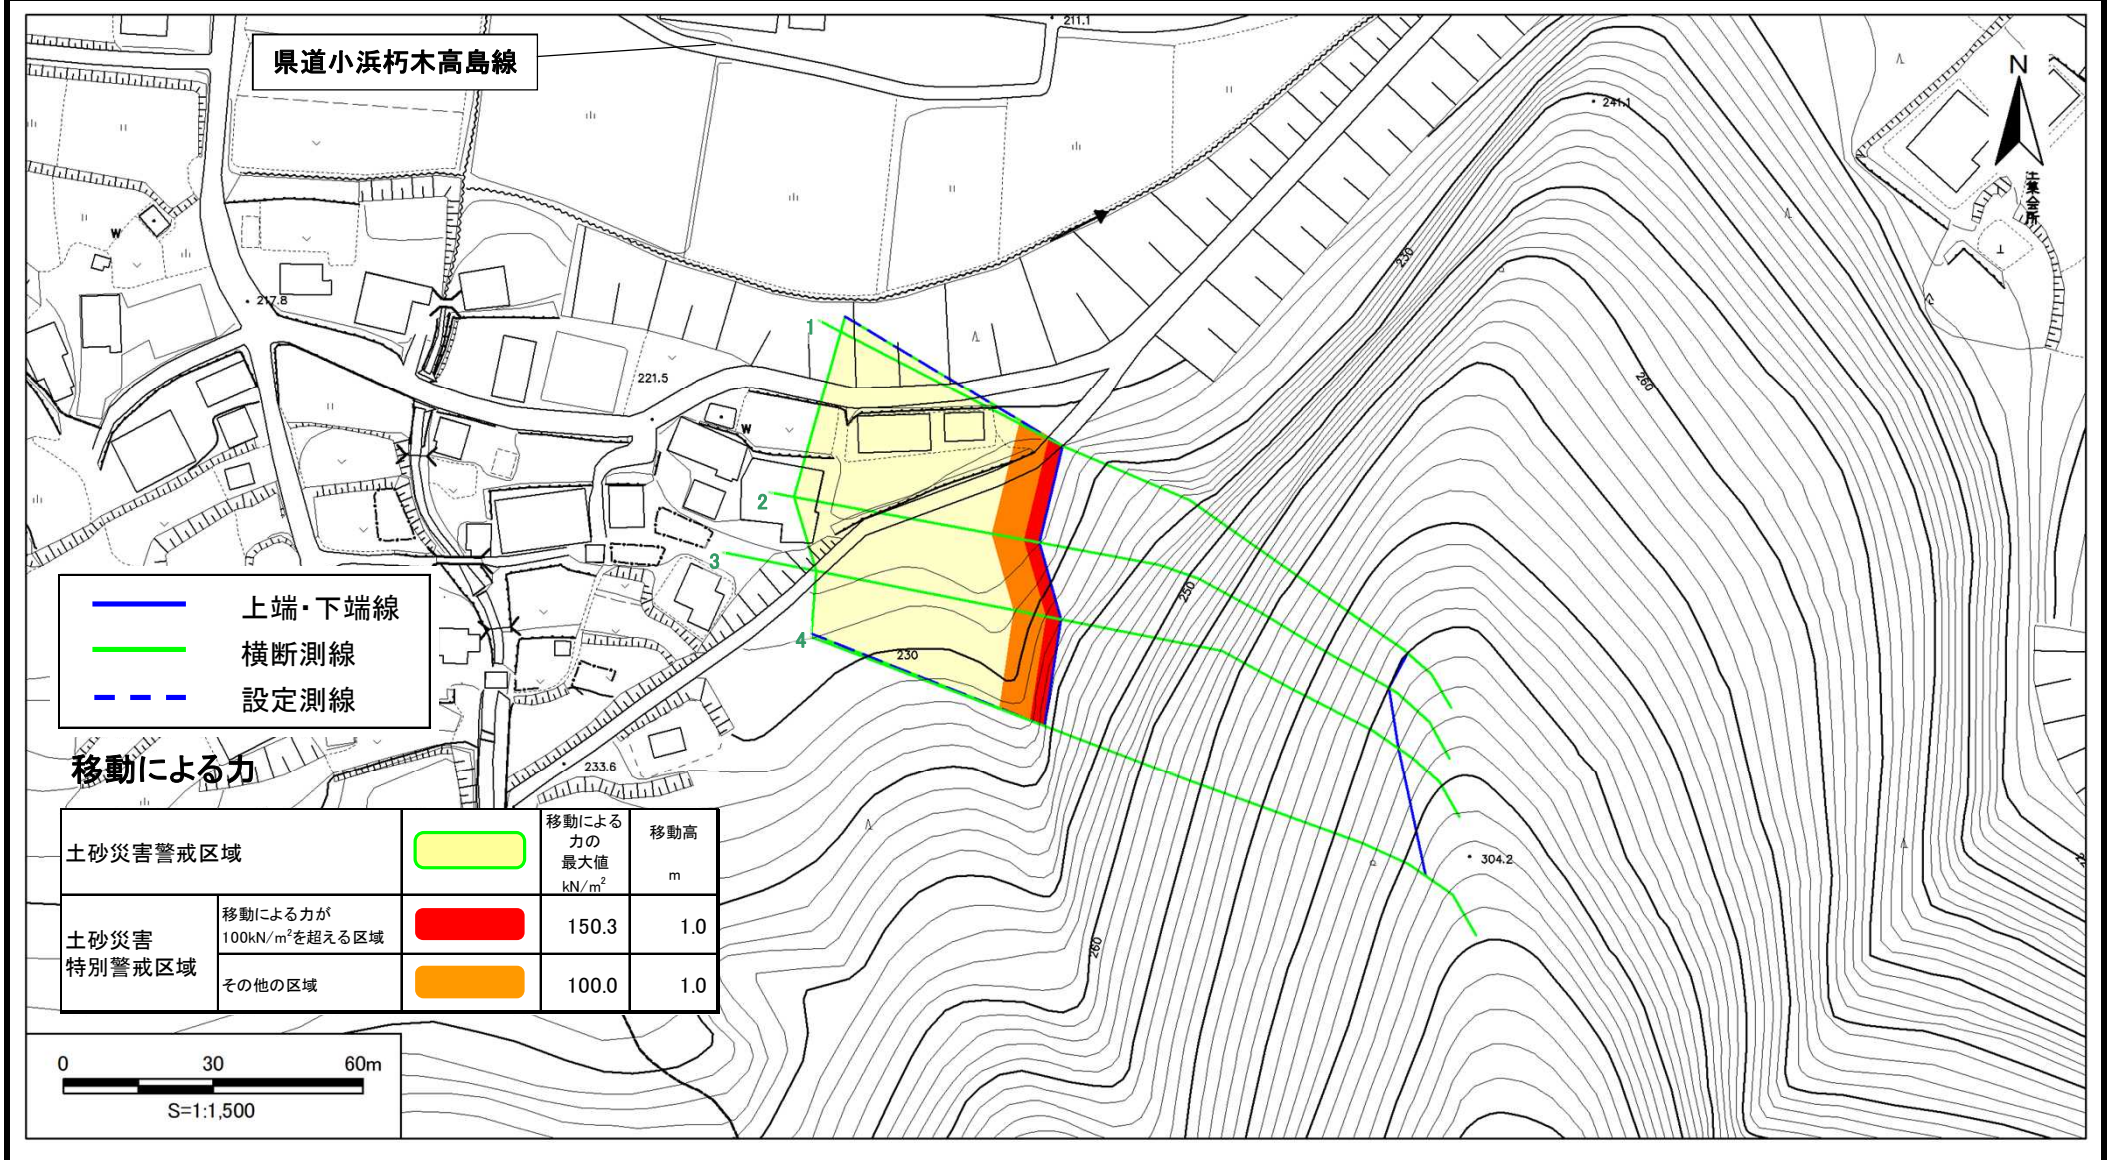 211.1
県道小浜朽木高島線
N
241.1
W
217.8
230
1
221.5
260
W
2
3
250
上端・下端線
横断測線
設定測線
4
230
移動による力
233.6
土砂災害警戒区域
移動による
力の
最大値
kN/m²
移動高
m
304.2
土砂災害
特別警戒区域
移動による力が
100kN/m²を超える区域
150.3
1.0
その他の区域
100.0
1.0
260
0 30 60m
S=1:1,500